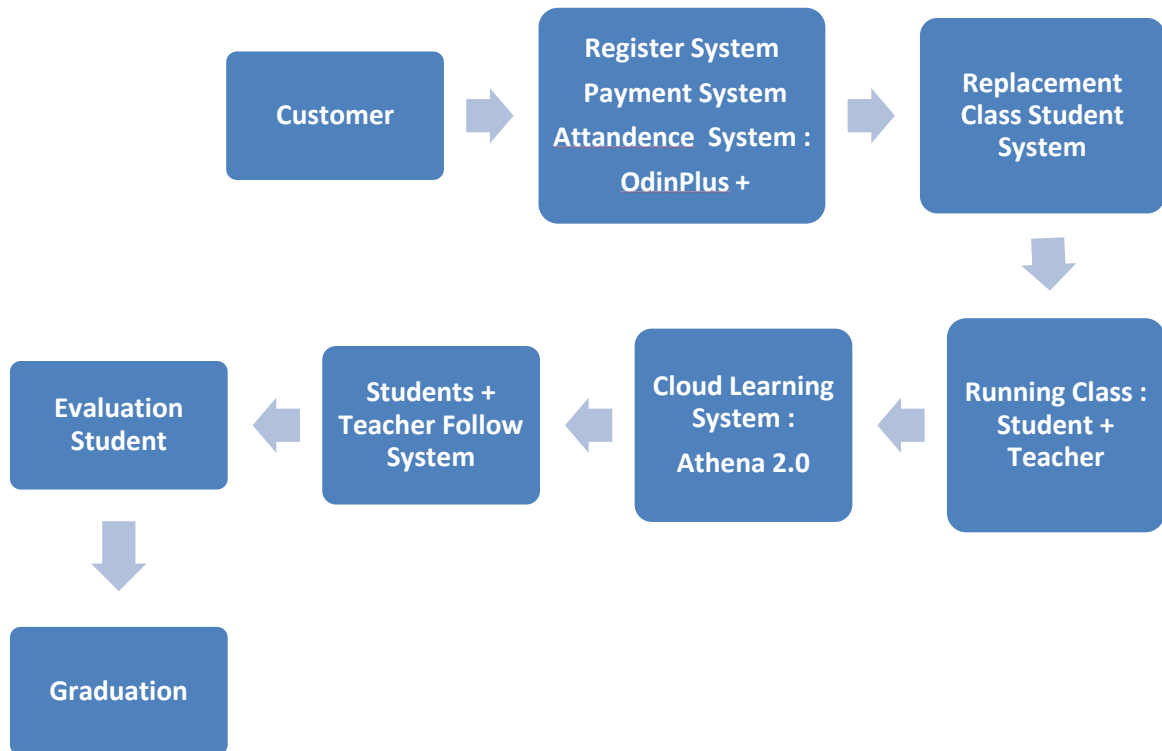 Customer
Register System
Payment System
Attandence System :
OdinPlus +
Replacement
Class Student
System
Running Class :
Student +
Teacher
Cloud Learning
System :
Athena 2.0
Students +
Teacher Follow
System
Evaluation
Student
Graduation